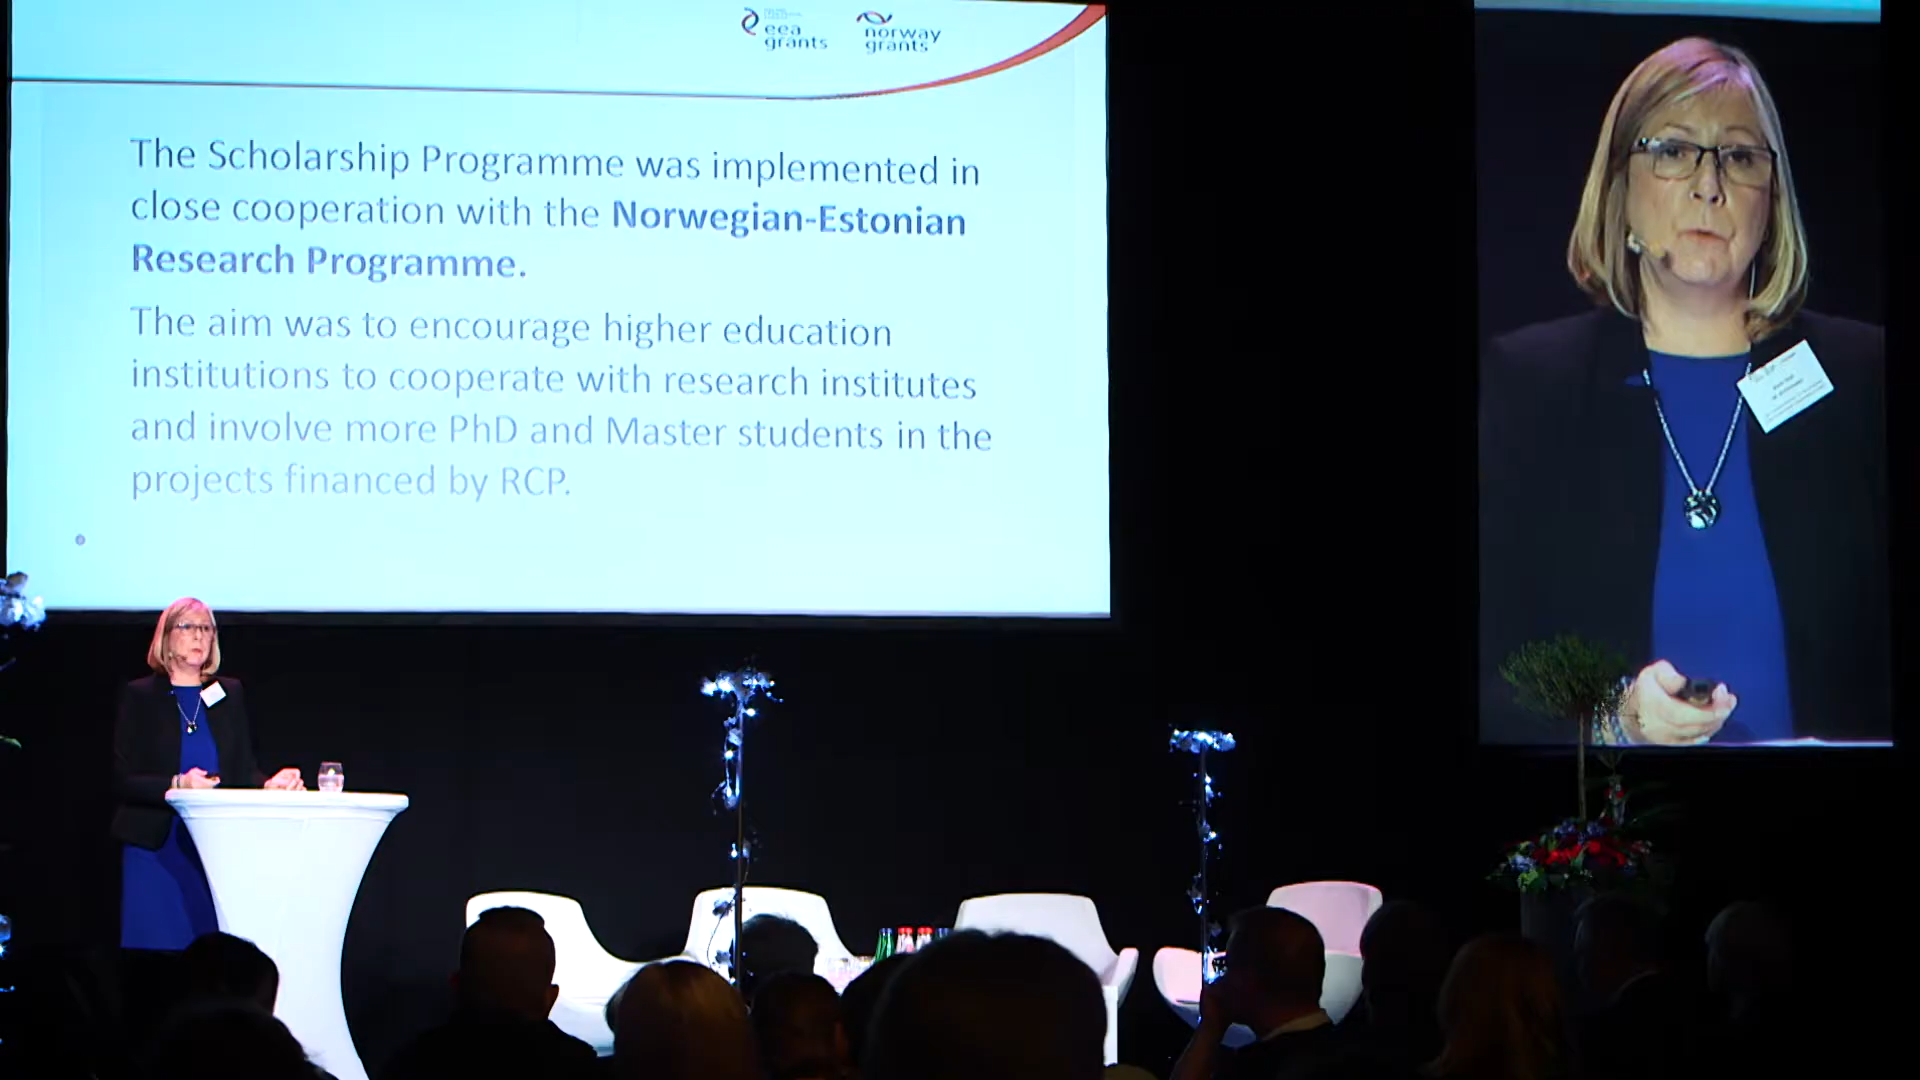 eea
grants
norway
grants
The Scholarship Programme was implemented in
close cooperation with the Norwegian-Estonian
Research Programme.
The aim was to encourage higher education
institutions to cooperate with research institutes
and involve more PhD and Master students in the
projects financed by RCP.